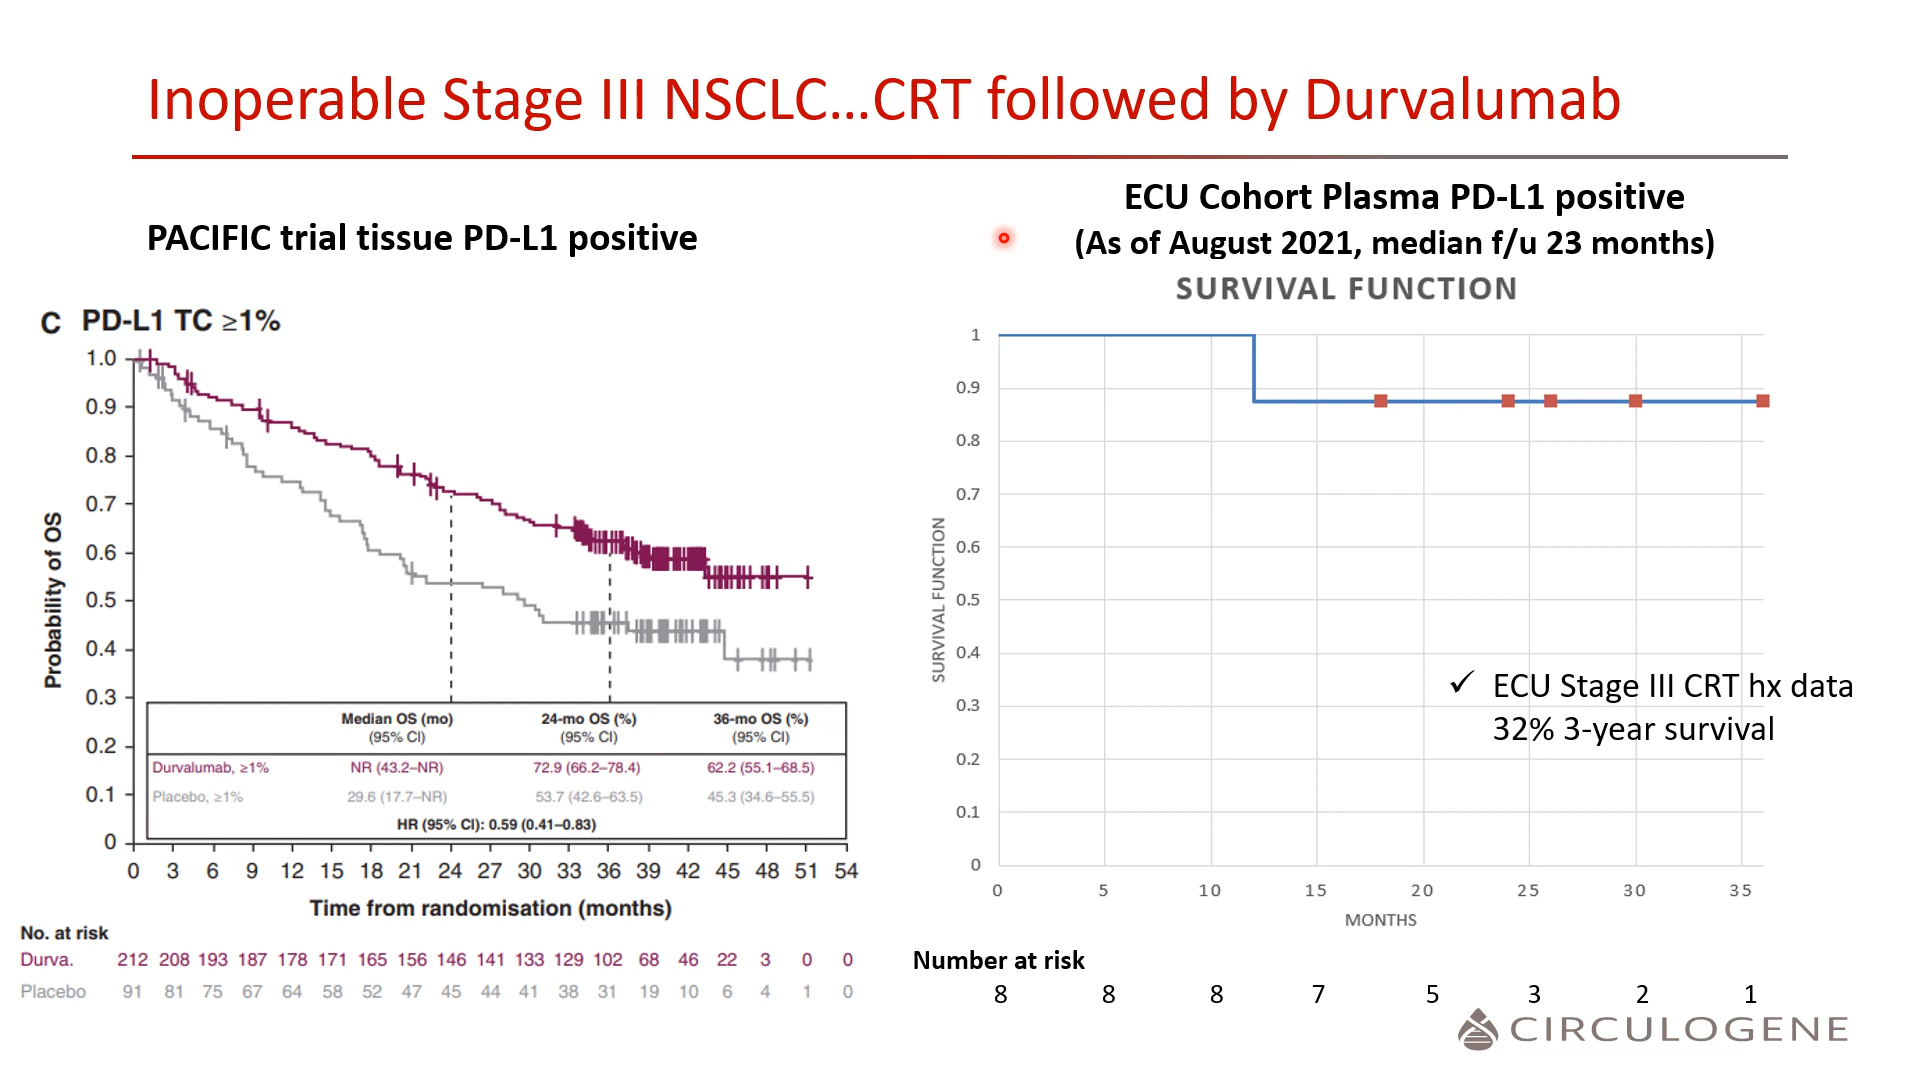 Inoperable Stage III NSCLC...CRT followed by Durvalumab
PACIFIC trial tissue PD-L1 positive
C PD-L1 TC ≥1%
1.0
0.9
0.8
0.7
0.6
0.5
0.4
0.3
0.2
0.1
0
Probability of OS
Median OS (mo) 24-mo OS (%) 36-mo OS (%)
(95% CI) (95% CI) (95% CI)
Durvalumab, ≥1% NR (43.2–NR) 72.9 (66.2–78.4) 62.2 (55.1–68.5)
Placebo, ≥1% 29.6 (17.7–NR) 53.7 (42.6–63.5) 45.3 (34.6–55.5)
HR (95% CI): 0.59 (0.41–0.83)
0 3 6 9 12 15 18 21 24 27 30 33 36 39 42 45 48 51 54
Time from randomisation (months)
No. at risk
Durva. 212 208 193 187 178 171 165 156 146 141 133 129 102 68 46 22 3 0 0
Placebo 91 81 75 67 64 58 52 47 45 44 41 38 31 19 10 6 4 1 0
ECU Cohort Plasma PD-L1 positive
(As of August 2021, median f/u 23 months)
SURVIVAL FUNCTION
1
0.9
0.8
0.7
0.6
0.5
0.4
0.3
0.2
0.1
0
SURVIVAL FUNCTION
✓ ECU Stage III CRT hx data
32% 3-year survival
0 5 10 15 20 25 30 35
MONTHS
Number at risk
8 8 8 7 5 3 2 1
CIRCULOGENE